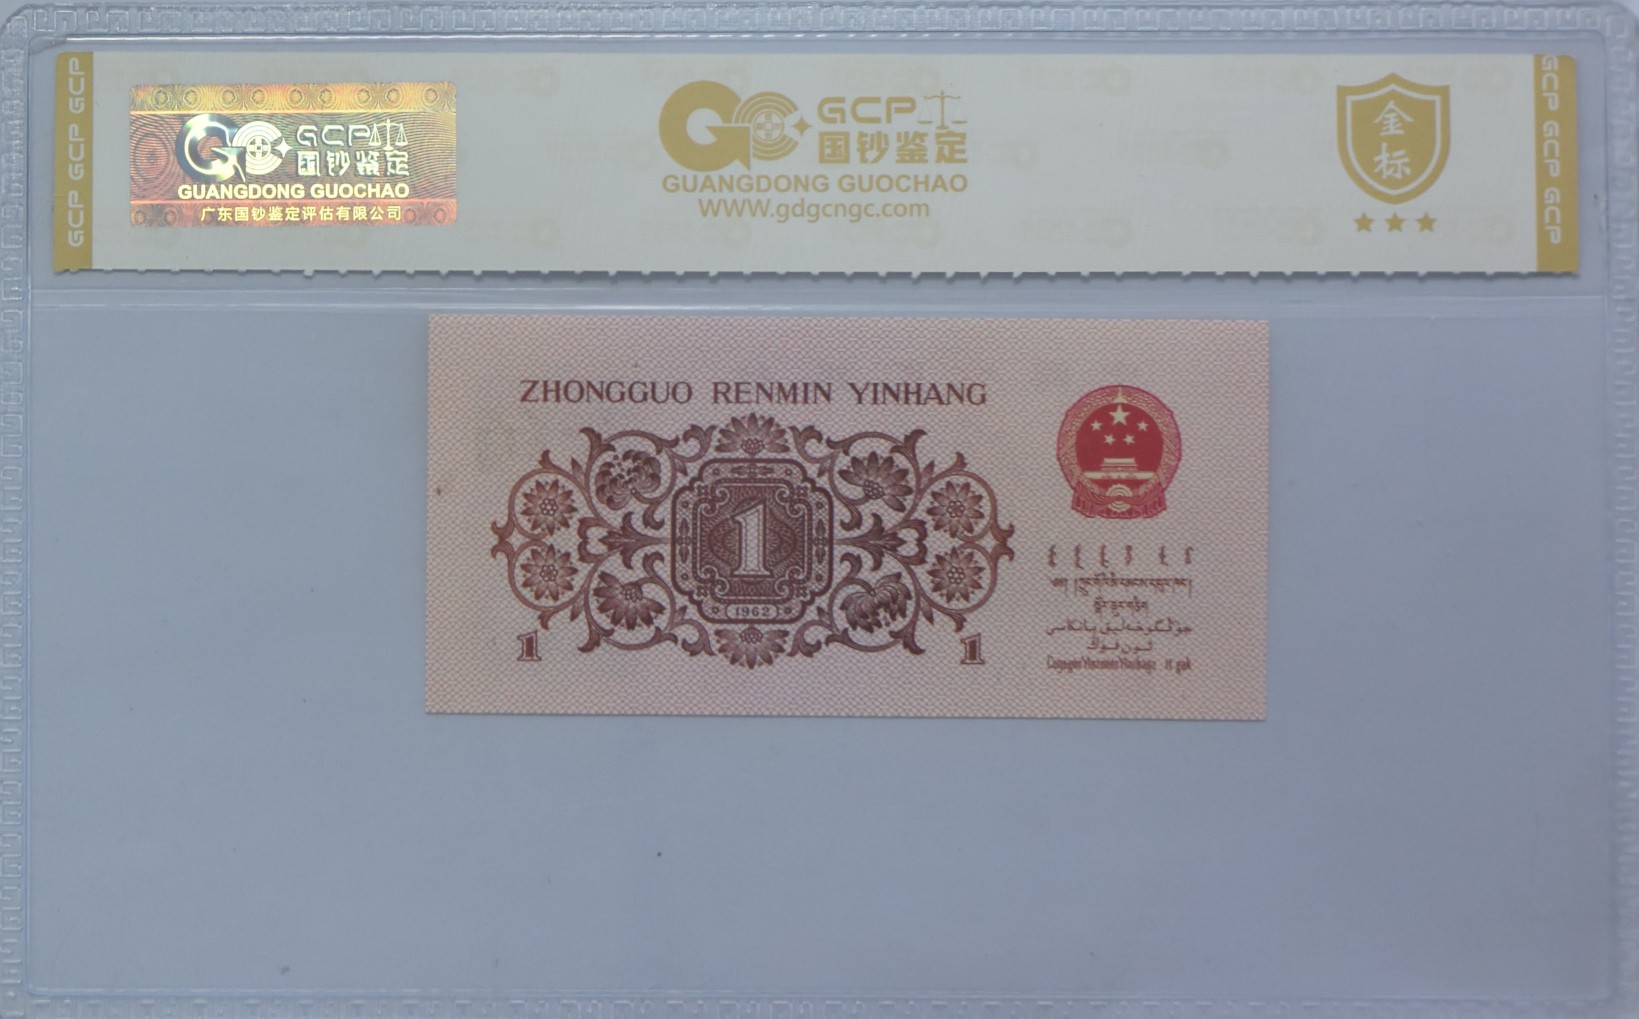 GCP GCP GCP
GCP
国钞鉴定
GUANGDONG GUOCHAO
广东国钞鉴定评估有限公司
GCP
国钞鉴定
GUANGDONG GUOCHAO
WWW.gdgcngc.com
金标
GCP GCP GCP
ZHONGGUO RENMIN YINHANG
1
1962
1
1